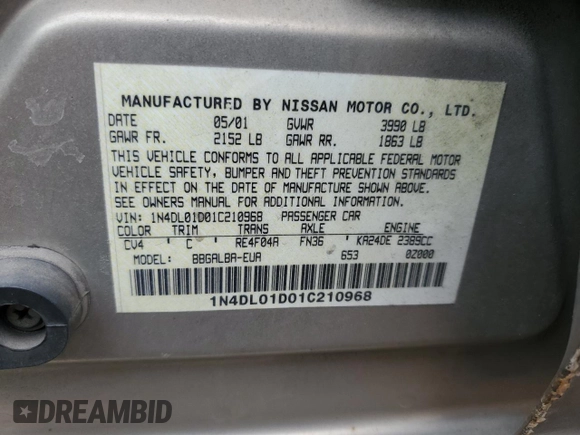 MANUFACTURED BY NISSAN MOTOR CO., LTD.
DATE 05/01 GVWR 3990 LB
GAWR FR. 2152 LB GAWR RR. 1863 LB
THIS VEHICLE CONFORMS TO ALL APPLICABLE FEDERAL MOTOR
VEHICLE SAFETY, BUMPER AND THEFT PREVENTION STANDARDS
IN EFFECT ON THE DATE OF MANUFACTURE SHOWN ABOVE.
SEE OWNERS MANUAL FOR ADDITIONAL INFORMATION.
VIN: 1N4DL01D01C210968 PASSENGER CAR
COLOR TRIM TRANS AXLE ENGINE
CV4 C RE4F04A FN36 KA24DE 2389CC
MODEL: BBGALBA-EUA 653 0Z000
1N4DL01D01C210968
DREAMBID